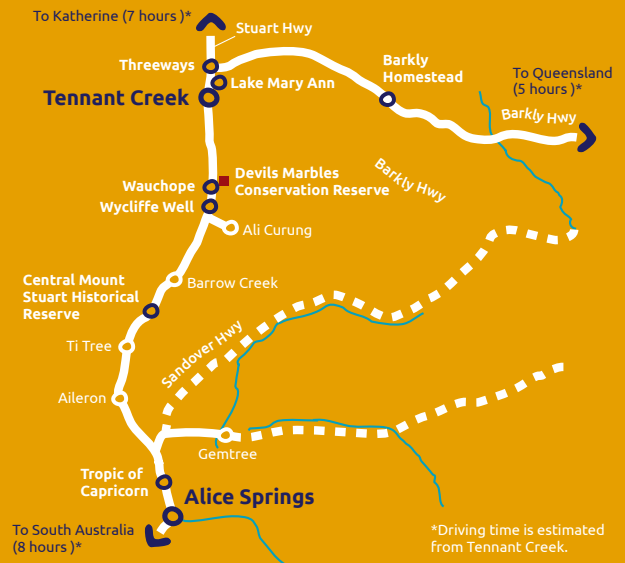 To Katherine (7 hours )*
Stuart Hwy
Threeways
Lake Mary Ann
Tennant Creek
Barkly
Homestead
To Queensland
(5 hours )*
Barkly Hwy
Barkly Hwy
Devils Marbles
Conservation Reserve
Wauchope
Wycliffe Well
Ali Curung
Central Mount
Stuart Historical
Reserve
Barrow Creek
Ti Tree
Sandover Hwy
Aileron
Gemtree
Tropic of
Capricorn
Alice Springs
To South Australia
(8 hours )*
*Driving time is estimated
from Tennant Creek.